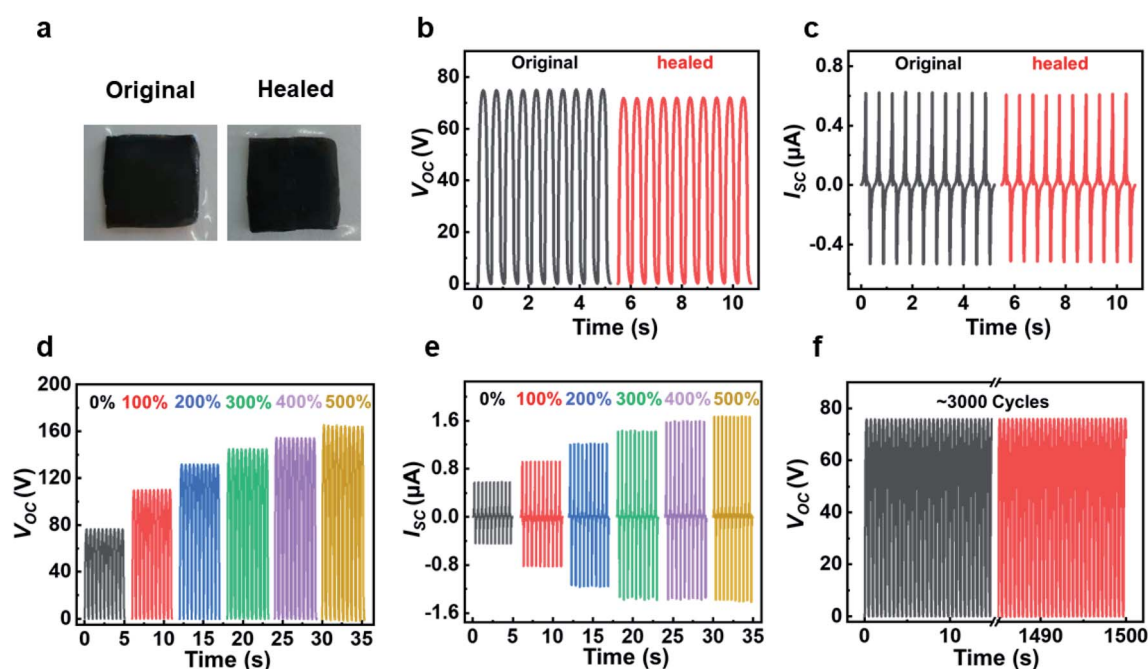 a
Original Healed
b
Original healed
80
60
40
20
0
V_OC (V)
0 2 4 6 8 10
Time (s)
c
Original healed
0.8
0.4
0.0
-0.4
I_SC (μA)
0 2 4 6 8 10
Time (s)
d
0% 100% 200% 300% 400% 500%
200
160
120
80
40
0
V_OC (V)
0 5 10 15 20 25 30 35
Time (s)
e
0% 100% 200% 300% 400% 500%
1.6
0.8
0.0
-0.8
-1.6
I_SC (μA)
0 5 10 15 20 25 30 35
Time (s)
f
~3000 Cycles
80
60
40
20
0
V_OC (V)
0 10 1490 1500
Time (s)